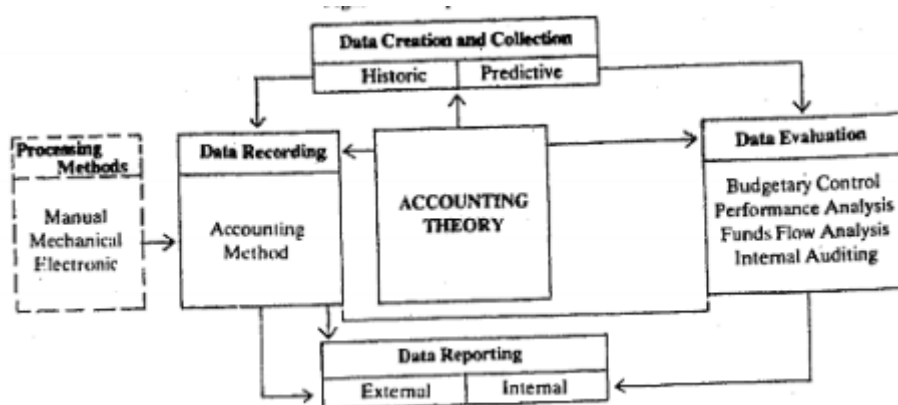 Data Creation and Collection
Historic
Predictive
Processing
Methods
Manual
Mechanical
Electronic
Data Recording
Accounting
Method
ACCOUNTING
THEORY
Data Evaluation
Budgetary Control
Performance Analysis
Funds Flow Analysis
Internal Auditing
Data Reporting
External
Internal